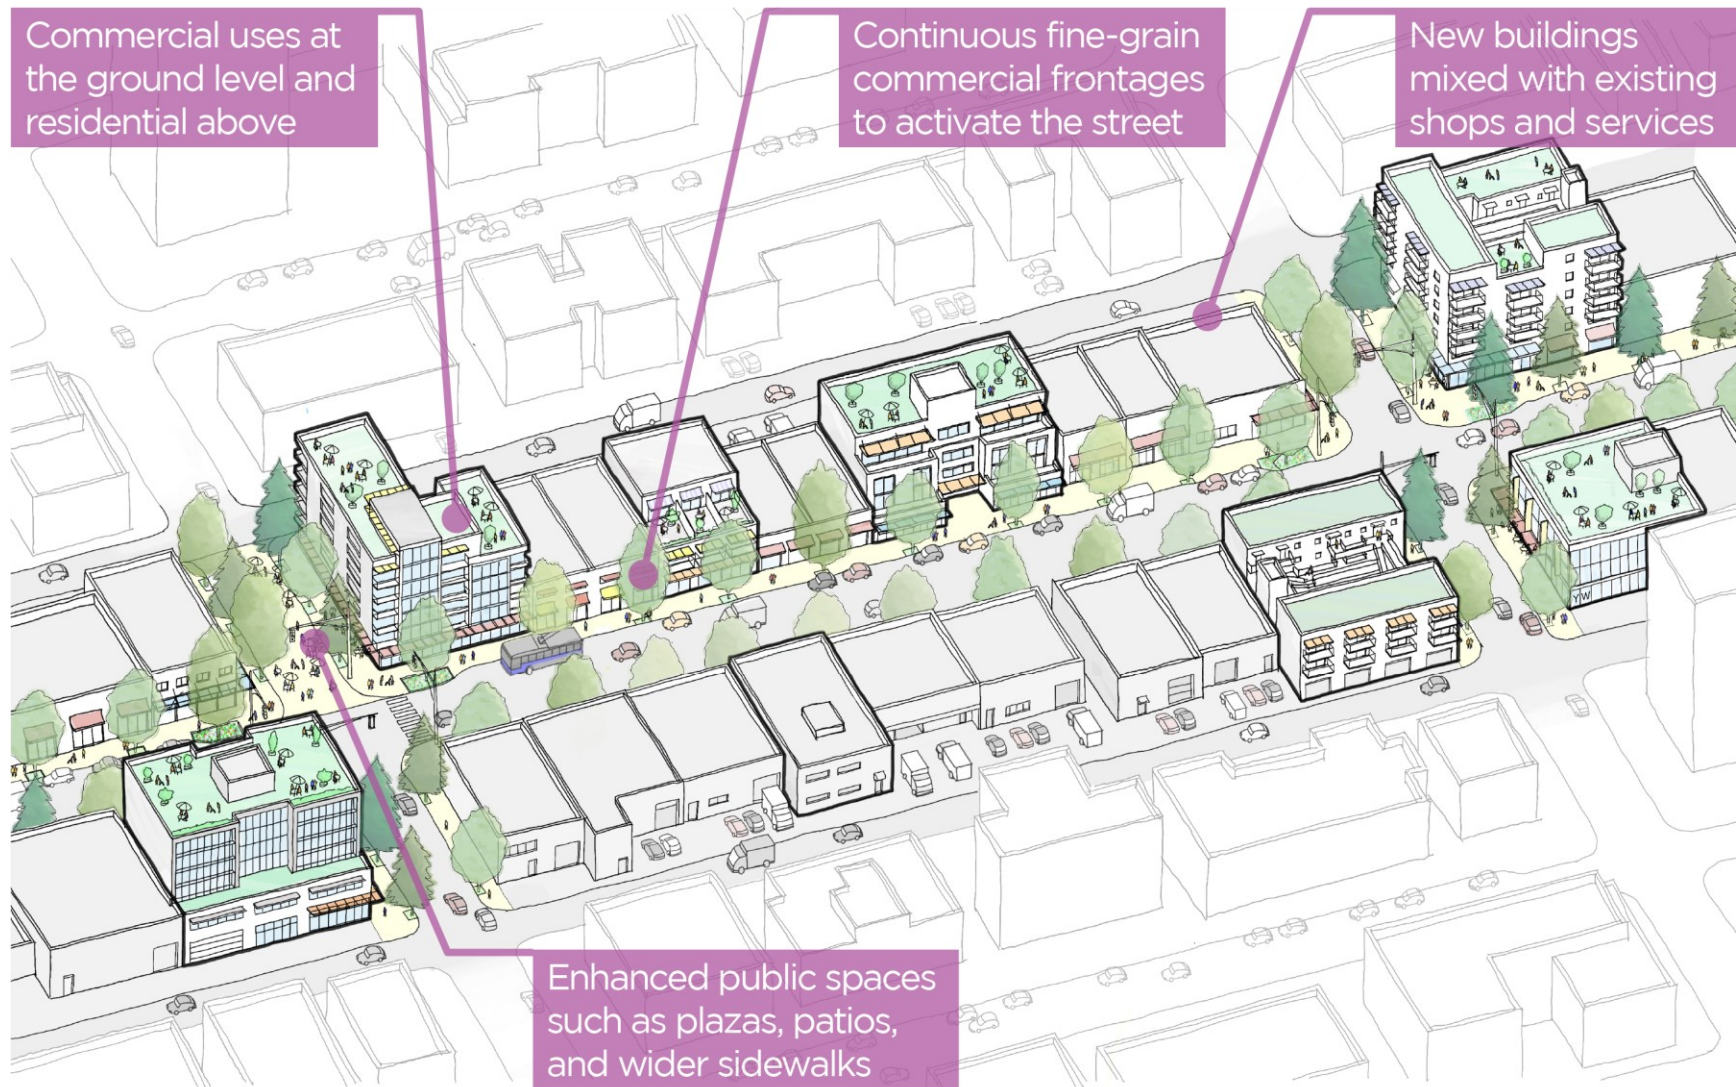 Commercial uses at
the ground level and
residential above
Continuous fine-grain
commercial frontages
to activate the street
New buildings
mixed with existing
shops and services
YW
Enhanced public spaces
such as plazas, patios,
and wider sidewalks